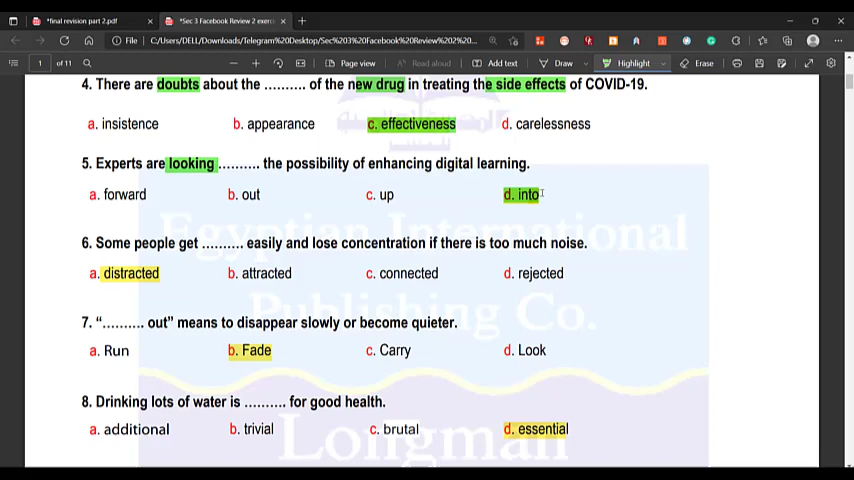 *final revision part 2.pdf
*Sec 3 Facebook Review 2 exerc
File
C:/Users/DELL/Downloads/Telegram%20Desktop/Sec%203%20Facebook%20Review%202%20...
1 of 11
Page view
Read aloud
Add text
Draw
Highlight
Erase
4. There are doubts about the .......... of the new drug in treating the side effects of COVID-19.
a. insistence b. appearance c. effectiveness d. carelessness
5. Experts are looking .......... the possibility of enhancing digital learning.
a. forward b. out c. up d. into
6. Some people get .......... easily and lose concentration if there is too much noise.
a. distracted b. attracted c. connected d. rejected
7. “.......... out” means to disappear slowly or become quieter.
a. Run b. Fade c. Carry d. Look
8. Drinking lots of water is .......... for good health.
a. additional b. trivial c. brutal d. essential
Egyptian International
Publishing Co.
Longman